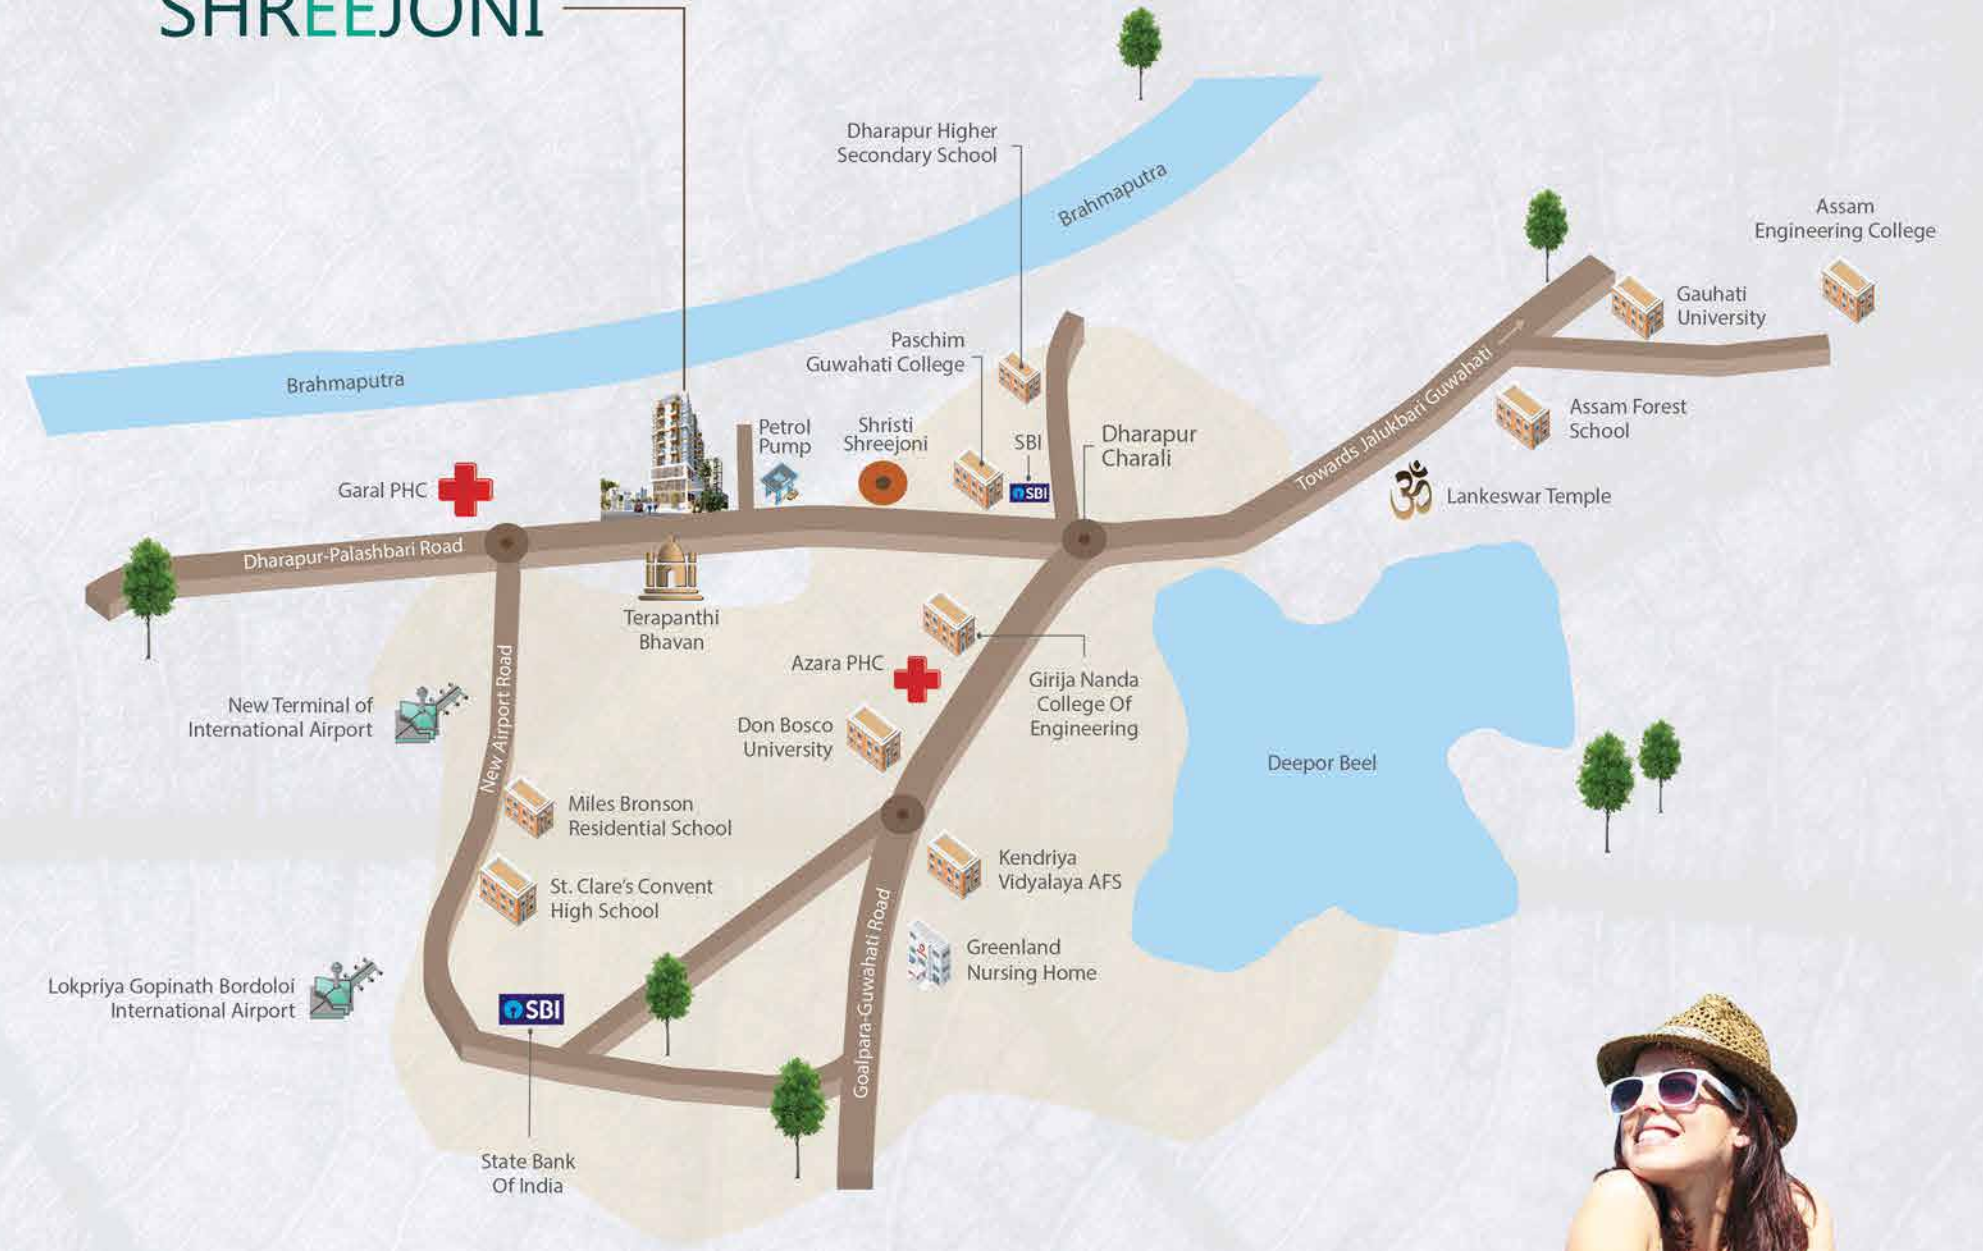 SHREEJONI
Dharapur Higher
Secondary School
Brahmaputra
Assam
Engineering College
Gauhati
University
Paschim
Guwahati College
Brahmaputra
Towards Jalukbari Guwahati
Assam Forest
School
Petrol
Pump
Shristi
Shreejoni
SBI
SBI
Dharapur
Charali
Garal PHC
Lankeswar Temple
Dharapur-Palashbari Road
Terapanthi
Bhavan
Azara PHC
Girija Nanda
College Of
Engineering
New Terminal of
International Airport
New Airport Road
Don Bosco
University
Deepor Beel
Miles Bronson
Residential School
St. Clare's Convent
High School
Kendriya
Vidyalaya AFS
Goalpara-Guwahati Road
Greenland
Nursing Home
Lokpriya Gopinath Bordoloi
International Airport
SBI
State Bank
Of India